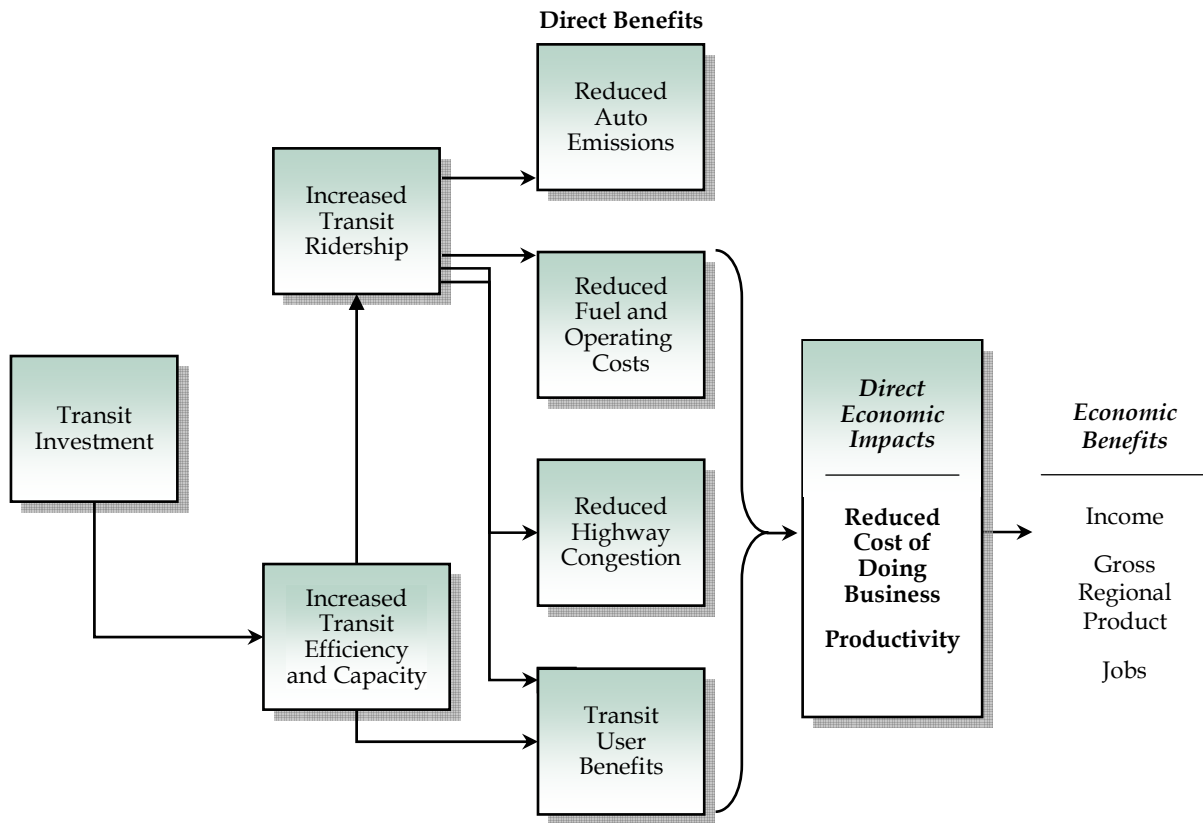 Direct Benefits
Reduced
Auto
Emissions
Increased
Transit
Ridership
Reduced
Fuel and
Operating
Costs
Transit
Investment
Reduced
Highway
Congestion
Increased
Transit
Efficiency
and Capacity
Transit
User
Benefits
Direct
Economic
Impacts
Reduced
Cost of
Doing
Business
Productivity
Economic
Benefits
Income
Gross
Regional
Product
Jobs